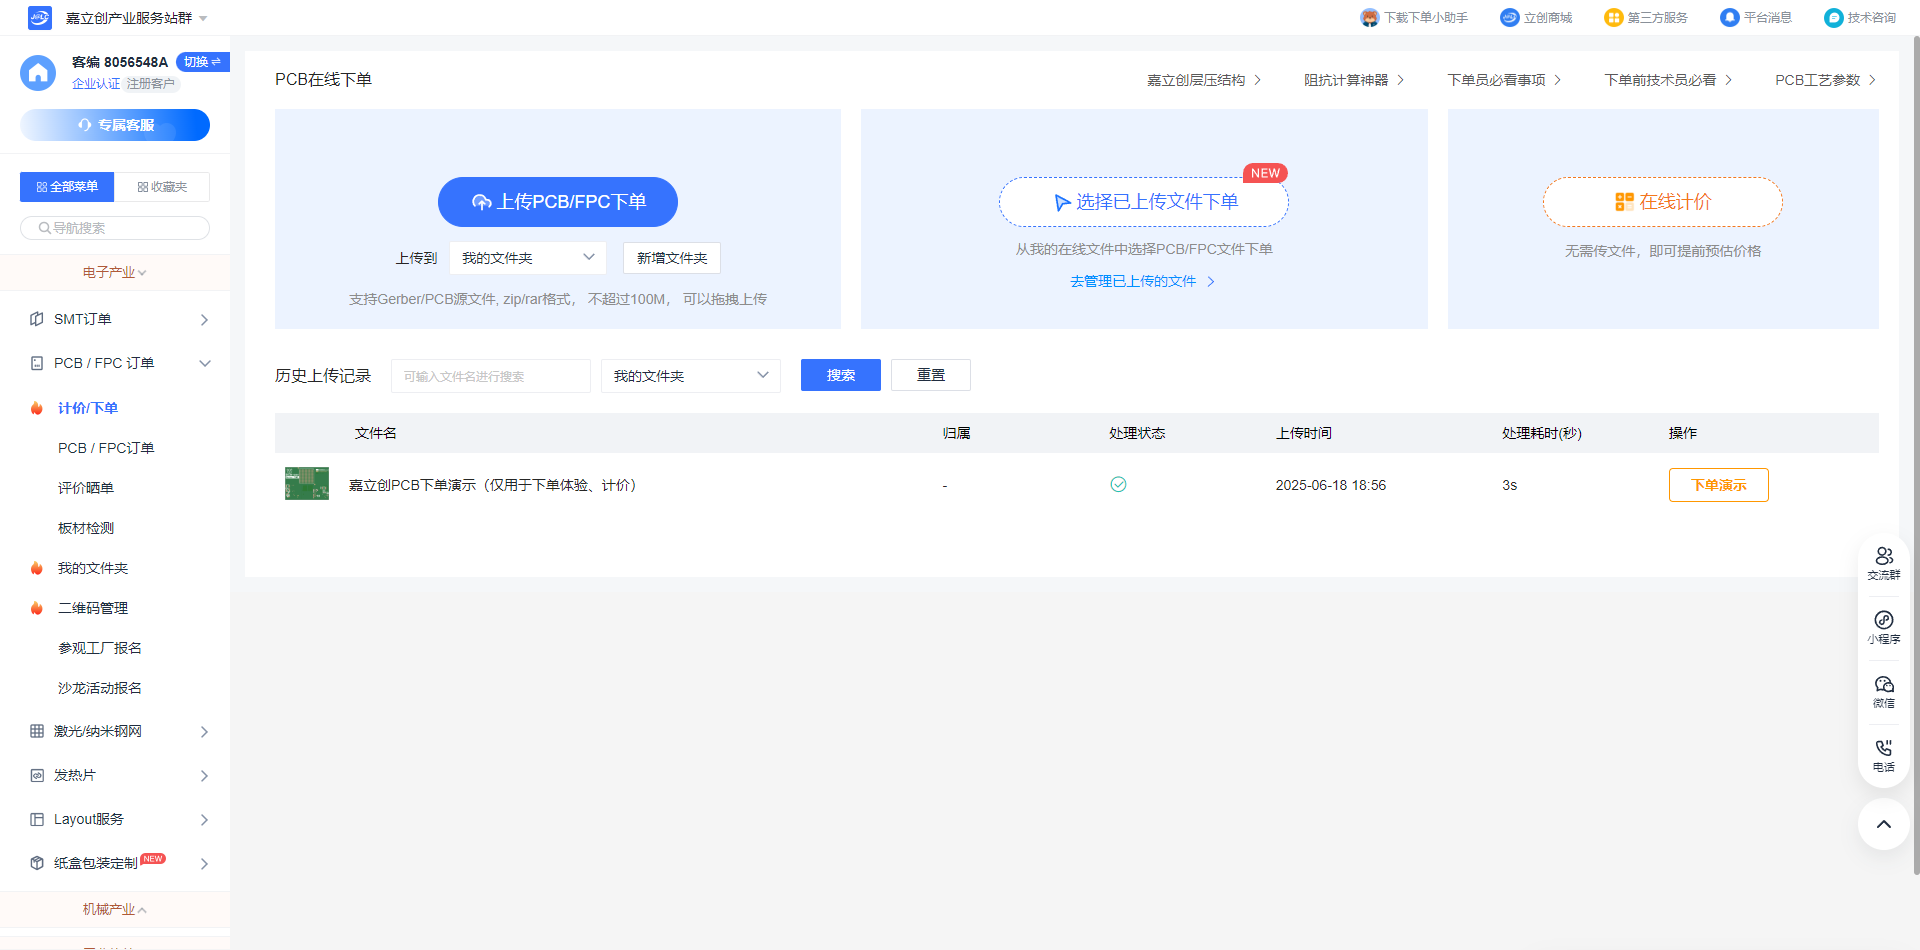 嘉立创产业服务站群
下载下单小助手
立创商城
第三方服务
平台消息
技术咨询
客编 8056548A
切换
企业认证
注册客户
专属客服
全部菜单
收藏夹
导航搜索
电子产业
SMT订单
PCB / FPC 订单
计价/下单
PCB / FPC订单
评价晒单
板材检测
我的文件夹
二维码管理
参观工厂报名
沙龙活动报名
激光/纳米钢网
发热片
Layout服务
纸盒包装定制
NEW
机械产业
PCB在线下单
嘉立创层压结构
阻抗计算神器
下单员必看事项
下单前技术员必看
PCB工艺参数
上传PCB/FPC下单
上传到
我的文件夹
新增文件夹
支持Gerber/PCB源文件, zip/rar格式， 不超过100M， 可以拖拽上传
NEW
选择已上传文件下单
从我的在线文件中选择PCB/FPC文件下单
去管理已上传的文件
在线计价
无需传文件，即可提前预估价格
历史上传记录
可输入文件名进行搜索
我的文件夹
搜索
重置
文件名
归属
处理状态
上传时间
处理耗时(秒)
操作
嘉立创PCB下单演示（仅用于下单体验、计价）
-
2025-06-18 18:56
3s
下单演示
交流群
小程序
微信
电话